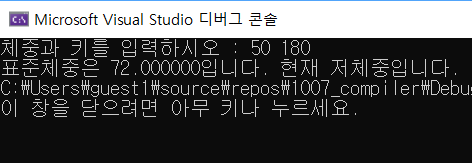 Microsoft Visual Studio 디버그 콘솔
체중과 키를 입력하시오 : 50 180
표준체중은 72.000000입니다. 현재 저체중입니다.
C:\Users\guest1\source\repos\1007_compiler\Debu
이 창을 닫으려면 아무 키나 누르세요.